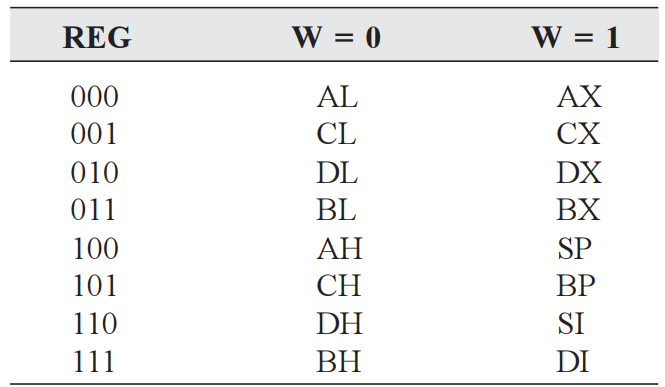 REG W = 0 W = 1
000 AL AX
001 CL CX
010 DL DX
011 BL BX
100 AH SP
101 CH BP
110 DH SI
111 BH DI